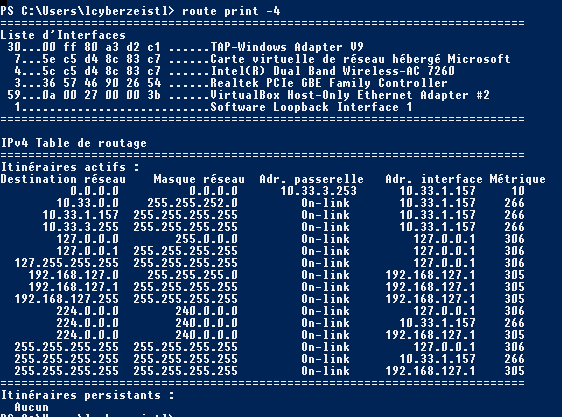 PS C:\Users\lcyberzeistl> route print -4
===========================================================================
Liste d'Interfaces
30...00 ff 80 a3 d2 c1 ......TAP-Windows Adapter V9
7...5e c5 d4 8c 83 c7 ......Carte virtuelle de réseau hébergé Microsoft
4...5c c5 d4 8c 83 c7 ......Intel(R) Dual Band Wireless-AC 7260
3...36 57 46 90 26 54 ......Realtek PCIe GBE Family Controller
59...0a 00 27 00 00 3b ......VirtualBox Host-Only Ethernet Adapter #2
1...........................Software Loopback Interface 1
===========================================================================
IPv4 Table de routage
===========================================================================
Itinéraires actifs :
Destination réseau Masque réseau Adr. passerelle Adr. interface Métrique
0.0.0.0 0.0.0.0 10.33.3.253 10.33.1.157 10
10.33.0.0 255.255.252.0 On-link 10.33.1.157 266
10.33.1.157 255.255.255.255 On-link 10.33.1.157 266
10.33.3.255 255.255.255.255 On-link 10.33.1.157 266
127.0.0.0 255.0.0.0 On-link 127.0.0.1 306
127.0.0.1 255.255.255.255 On-link 127.0.0.1 306
127.255.255.255 255.255.255.255 On-link 127.0.0.1 306
192.168.127.0 255.255.255.0 On-link 192.168.127.1 305
192.168.127.1 255.255.255.255 On-link 192.168.127.1 305
192.168.127.255 255.255.255.255 On-link 192.168.127.1 305
224.0.0.0 240.0.0.0 On-link 127.0.0.1 306
224.0.0.0 240.0.0.0 On-link 10.33.1.157 266
224.0.0.0 240.0.0.0 On-link 192.168.127.1 305
255.255.255.255 255.255.255.255 On-link 127.0.0.1 306
255.255.255.255 255.255.255.255 On-link 10.33.1.157 266
255.255.255.255 255.255.255.255 On-link 192.168.127.1 305
===========================================================================
Itinéraires persistants :
Aucun